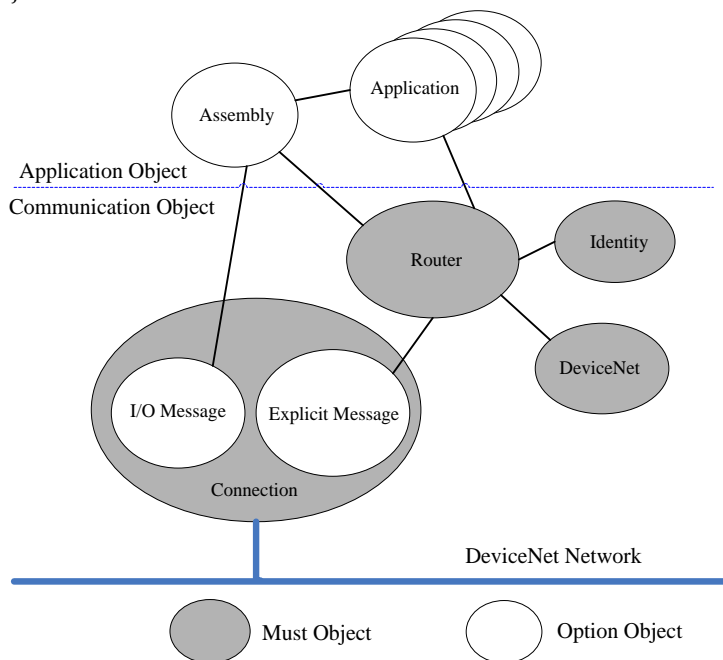 Application
Assembly
Application Object
Communication Object
Identity
Router
DeviceNet
I/O Message
Explicit Message
Connection
DeviceNet Network
Must Object
Option Object